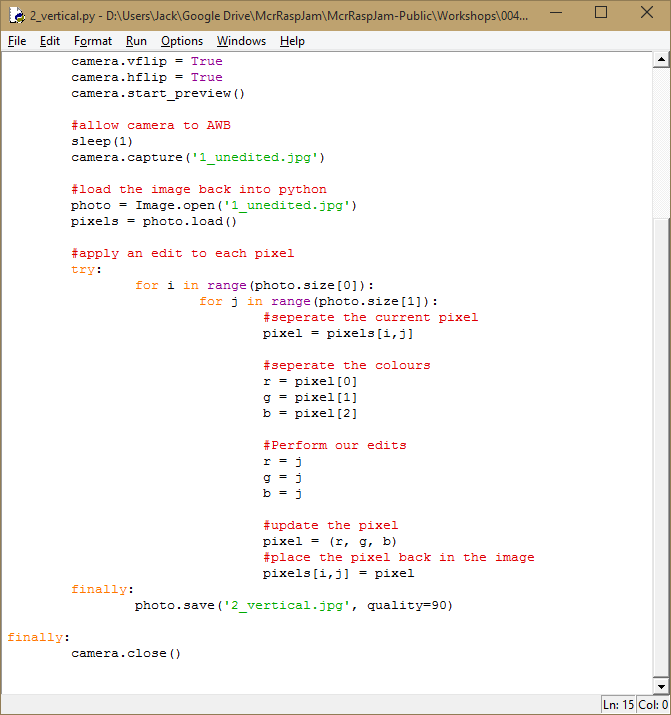 2_vertical.py - D:\Users\Jack\Google Drive\McrRaspJam\McrRaspJam-Public\Workshops\004...
File Edit Format Run Options Windows Help
camera.vflip = True
camera.hflip = True
camera.start_preview()
#allow camera to AWB
sleep(1)
camera.capture('1_unedited.jpg')
#load the image back into python
photo = Image.open('1_unedited.jpg')
pixels = photo.load()
#apply an edit to each pixel
try:
for i in range(photo.size[0]):
for j in range(photo.size[1]):
#seperate the current pixel
pixel = pixels[i,j]
#seperate the colours
r = pixel[0]
g = pixel[1]
b = pixel[2]
#Perform our edits
r = j
g = j
b = j
#update the pixel
pixel = (r, g, b)
#place the pixel back in the image
pixels[i,j] = pixel
finally:
photo.save('2_vertical.jpg', quality=90)
finally:
camera.close()
Ln: 15 Col: 0